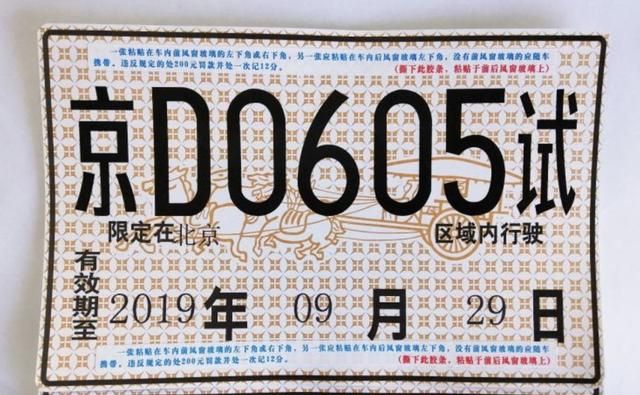 一张粘贴在车内前风窗玻璃的左下角或右下角，另一张应粘贴在车内后风窗玻璃左下角，没有前风窗玻璃的应随车
携带，违反规定的处200元罚款并处一次记12分。 (撕下此胶条，粘贴于前后风窗玻璃上)
京D0605试
限定在北京 区域内行驶
有效期至 2019年 09 月 29日
一张粘贴在车内前风窗玻璃的左下角或右下角，另一张应粘贴在车内后风窗玻璃左下角，没有前风窗玻璃的应随车
携带，违反规定的处200元罚款并处一次记12分。 (撕下此胶条，粘贴于前后风窗玻璃上)